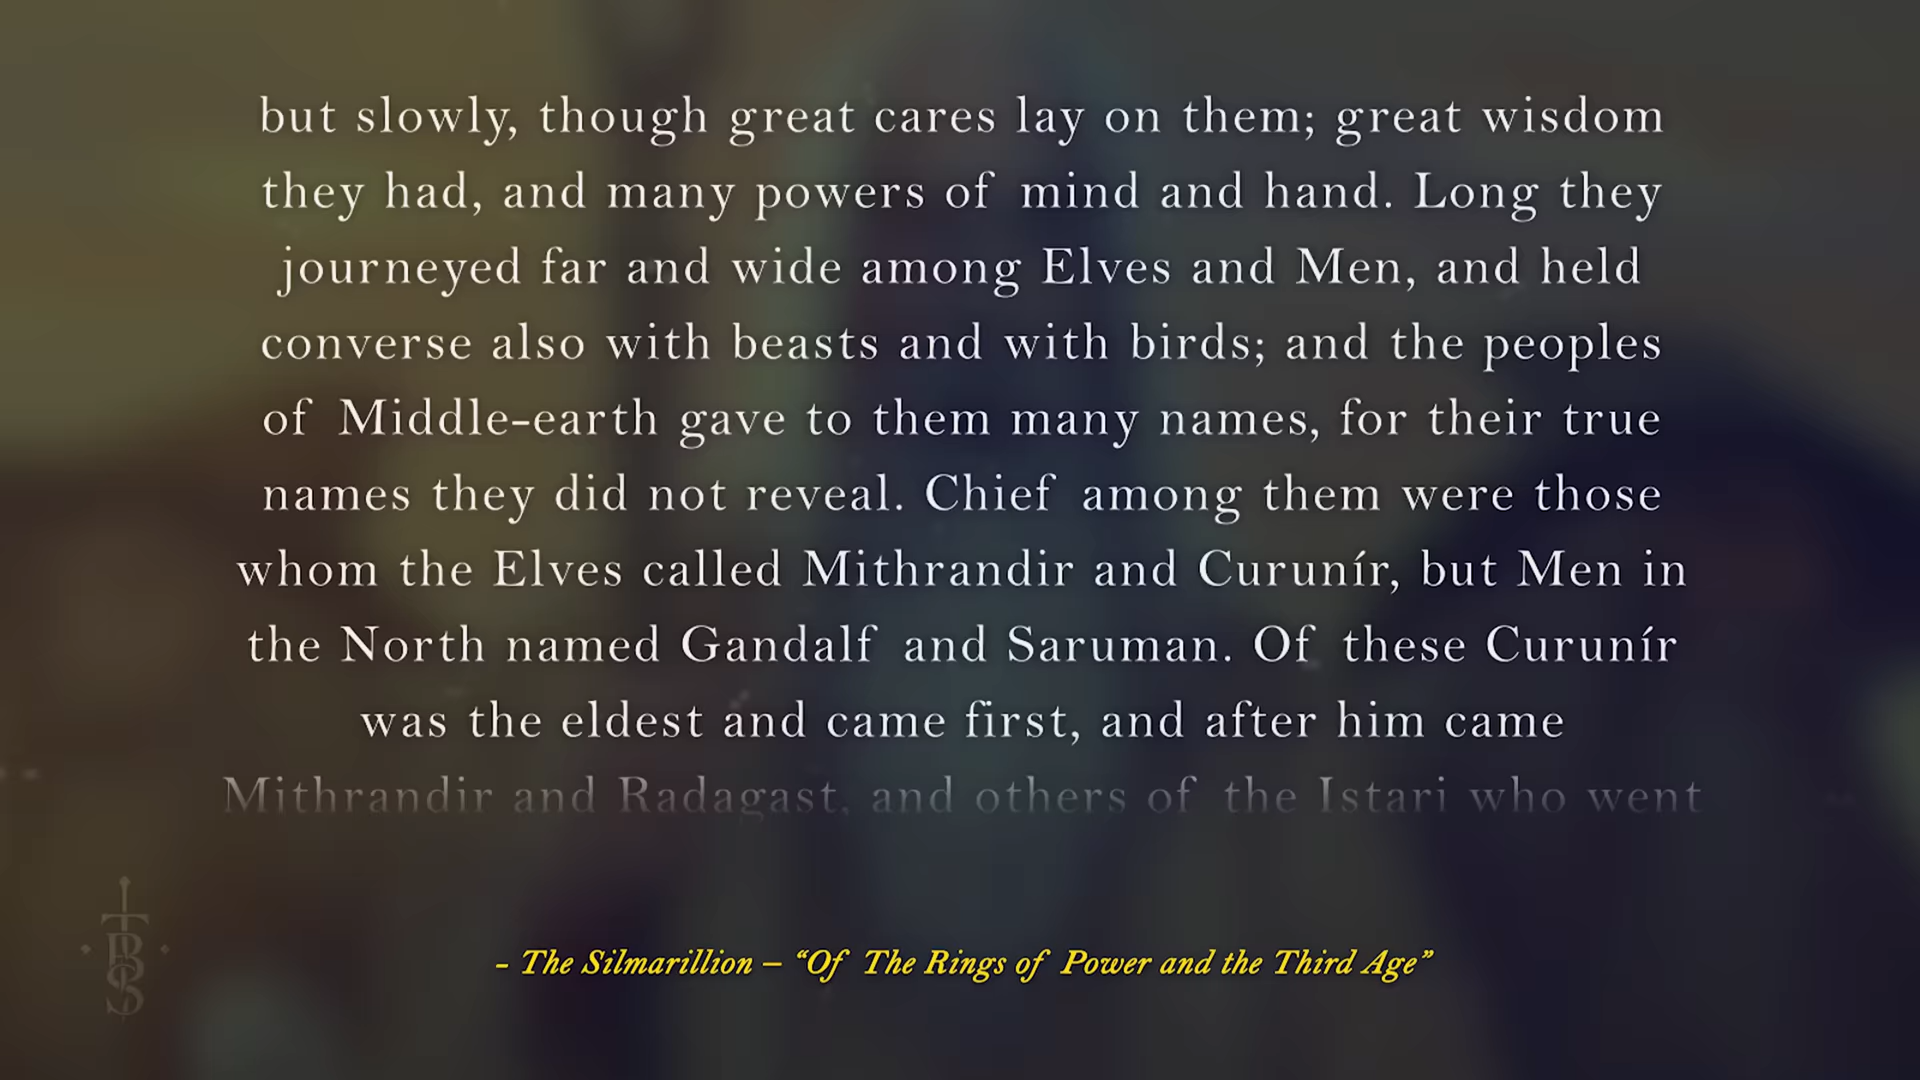 but slowly, though great cares lay on them; great wisdom
they had, and many powers of mind and hand. Long they
journeyed far and wide among Elves and Men, and held
converse also with beasts and with birds; and the peoples
of Middle-earth gave to them many names, for their true
names they did not reveal. Chief among them were those
whom the Elves called Mithrandir and Curunír, but Men in
the North named Gandalf and Saruman. Of these Curunír
was the eldest and came first, and after him came
Mithrandir and Radagast, and others of the Istari who went
- The Silmarillion – “Of The Rings of Power and the Third Age”
TBS